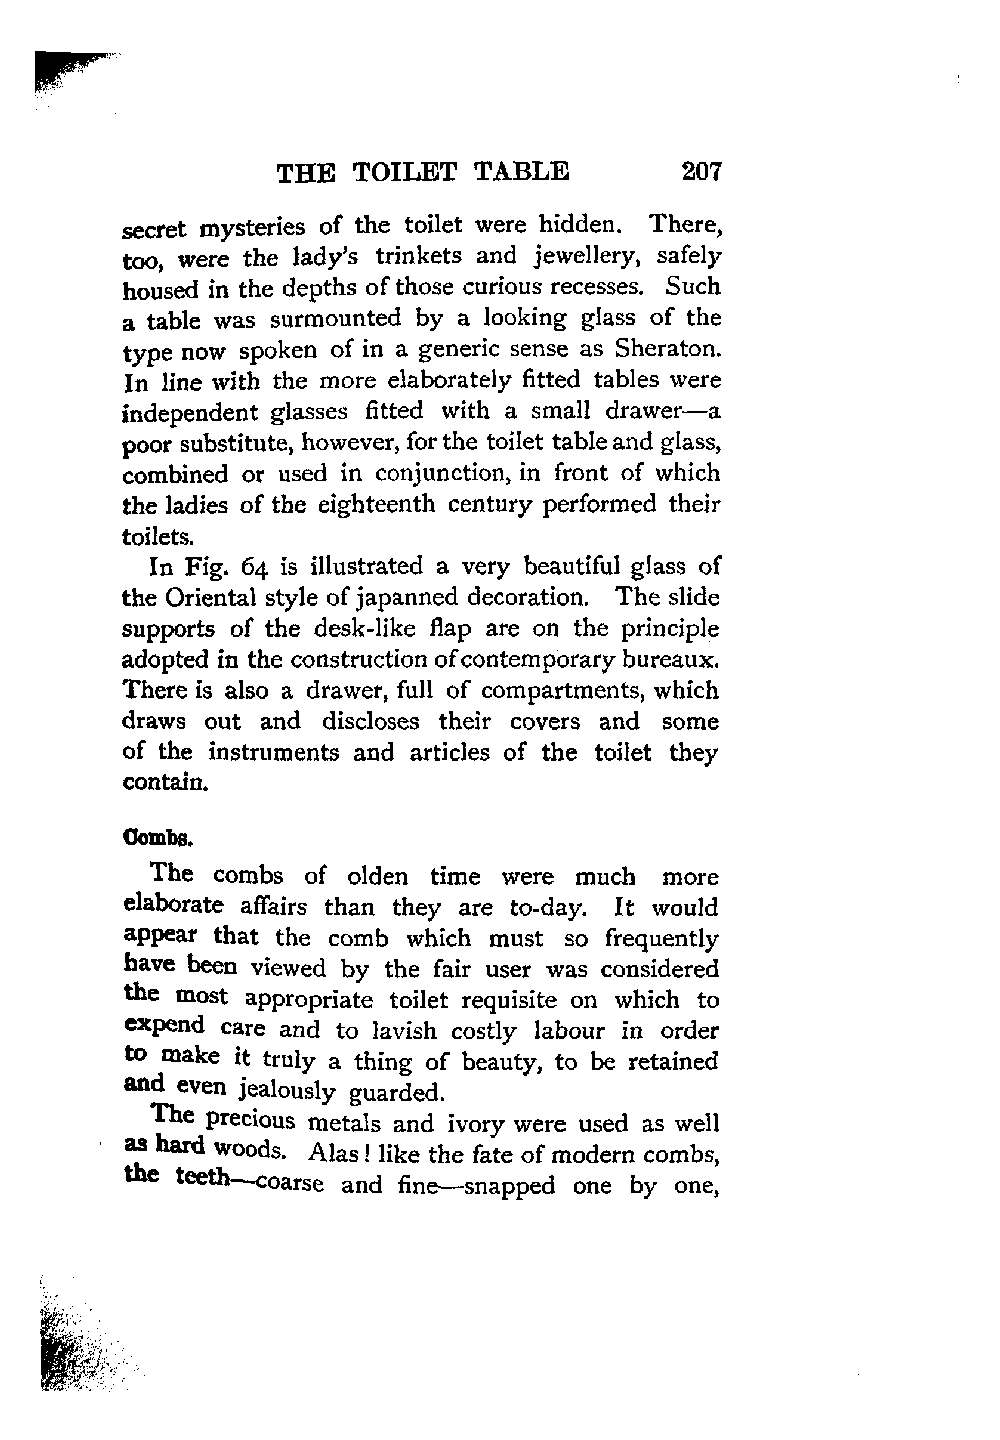 THE TOILET TABLE 207
secret mysteries of the toilet were hidden. There,
too, were the lady's trinkets and jewellery, safely
housed in the depths of those curious recesses. Such
a table was surmounted by a looking glass of the
type now spoken of in a generic sense as Sheraton.
In line with the more elaborately fitted tables were
independent glasses fitted with a small drawer—a
poor substitute, however, for the toilet table and glass,
combined or used in conjunction, in front of which
the ladies of the eighteenth century performed their
toilets.
In Fig. 64 is illustrated a very beautiful glass of
the Oriental style of japanned decoration. The slide
supports of the desk-like flap are on the principle
adopted in the construction of contemporary bureaux.
There is also a drawer, full of compartments, which
draws out and discloses their covers and some
of the instruments and articles of the toilet they
contain.
Combs.
The combs of olden time were much more
elaborate affairs than they are to-day. It would
appear that the comb which must so frequently
have been viewed by the fair user was considered
the most appropriate toilet requisite on which to
expend care and to lavish costly labour in order
to make it truly a thing of beauty, to be retained
and even jealously guarded.
The precious metals and ivory were used as well
as hard woods. Alas! like the fate of modern combs,
the teeth—coarse and fine—snapped one by one,